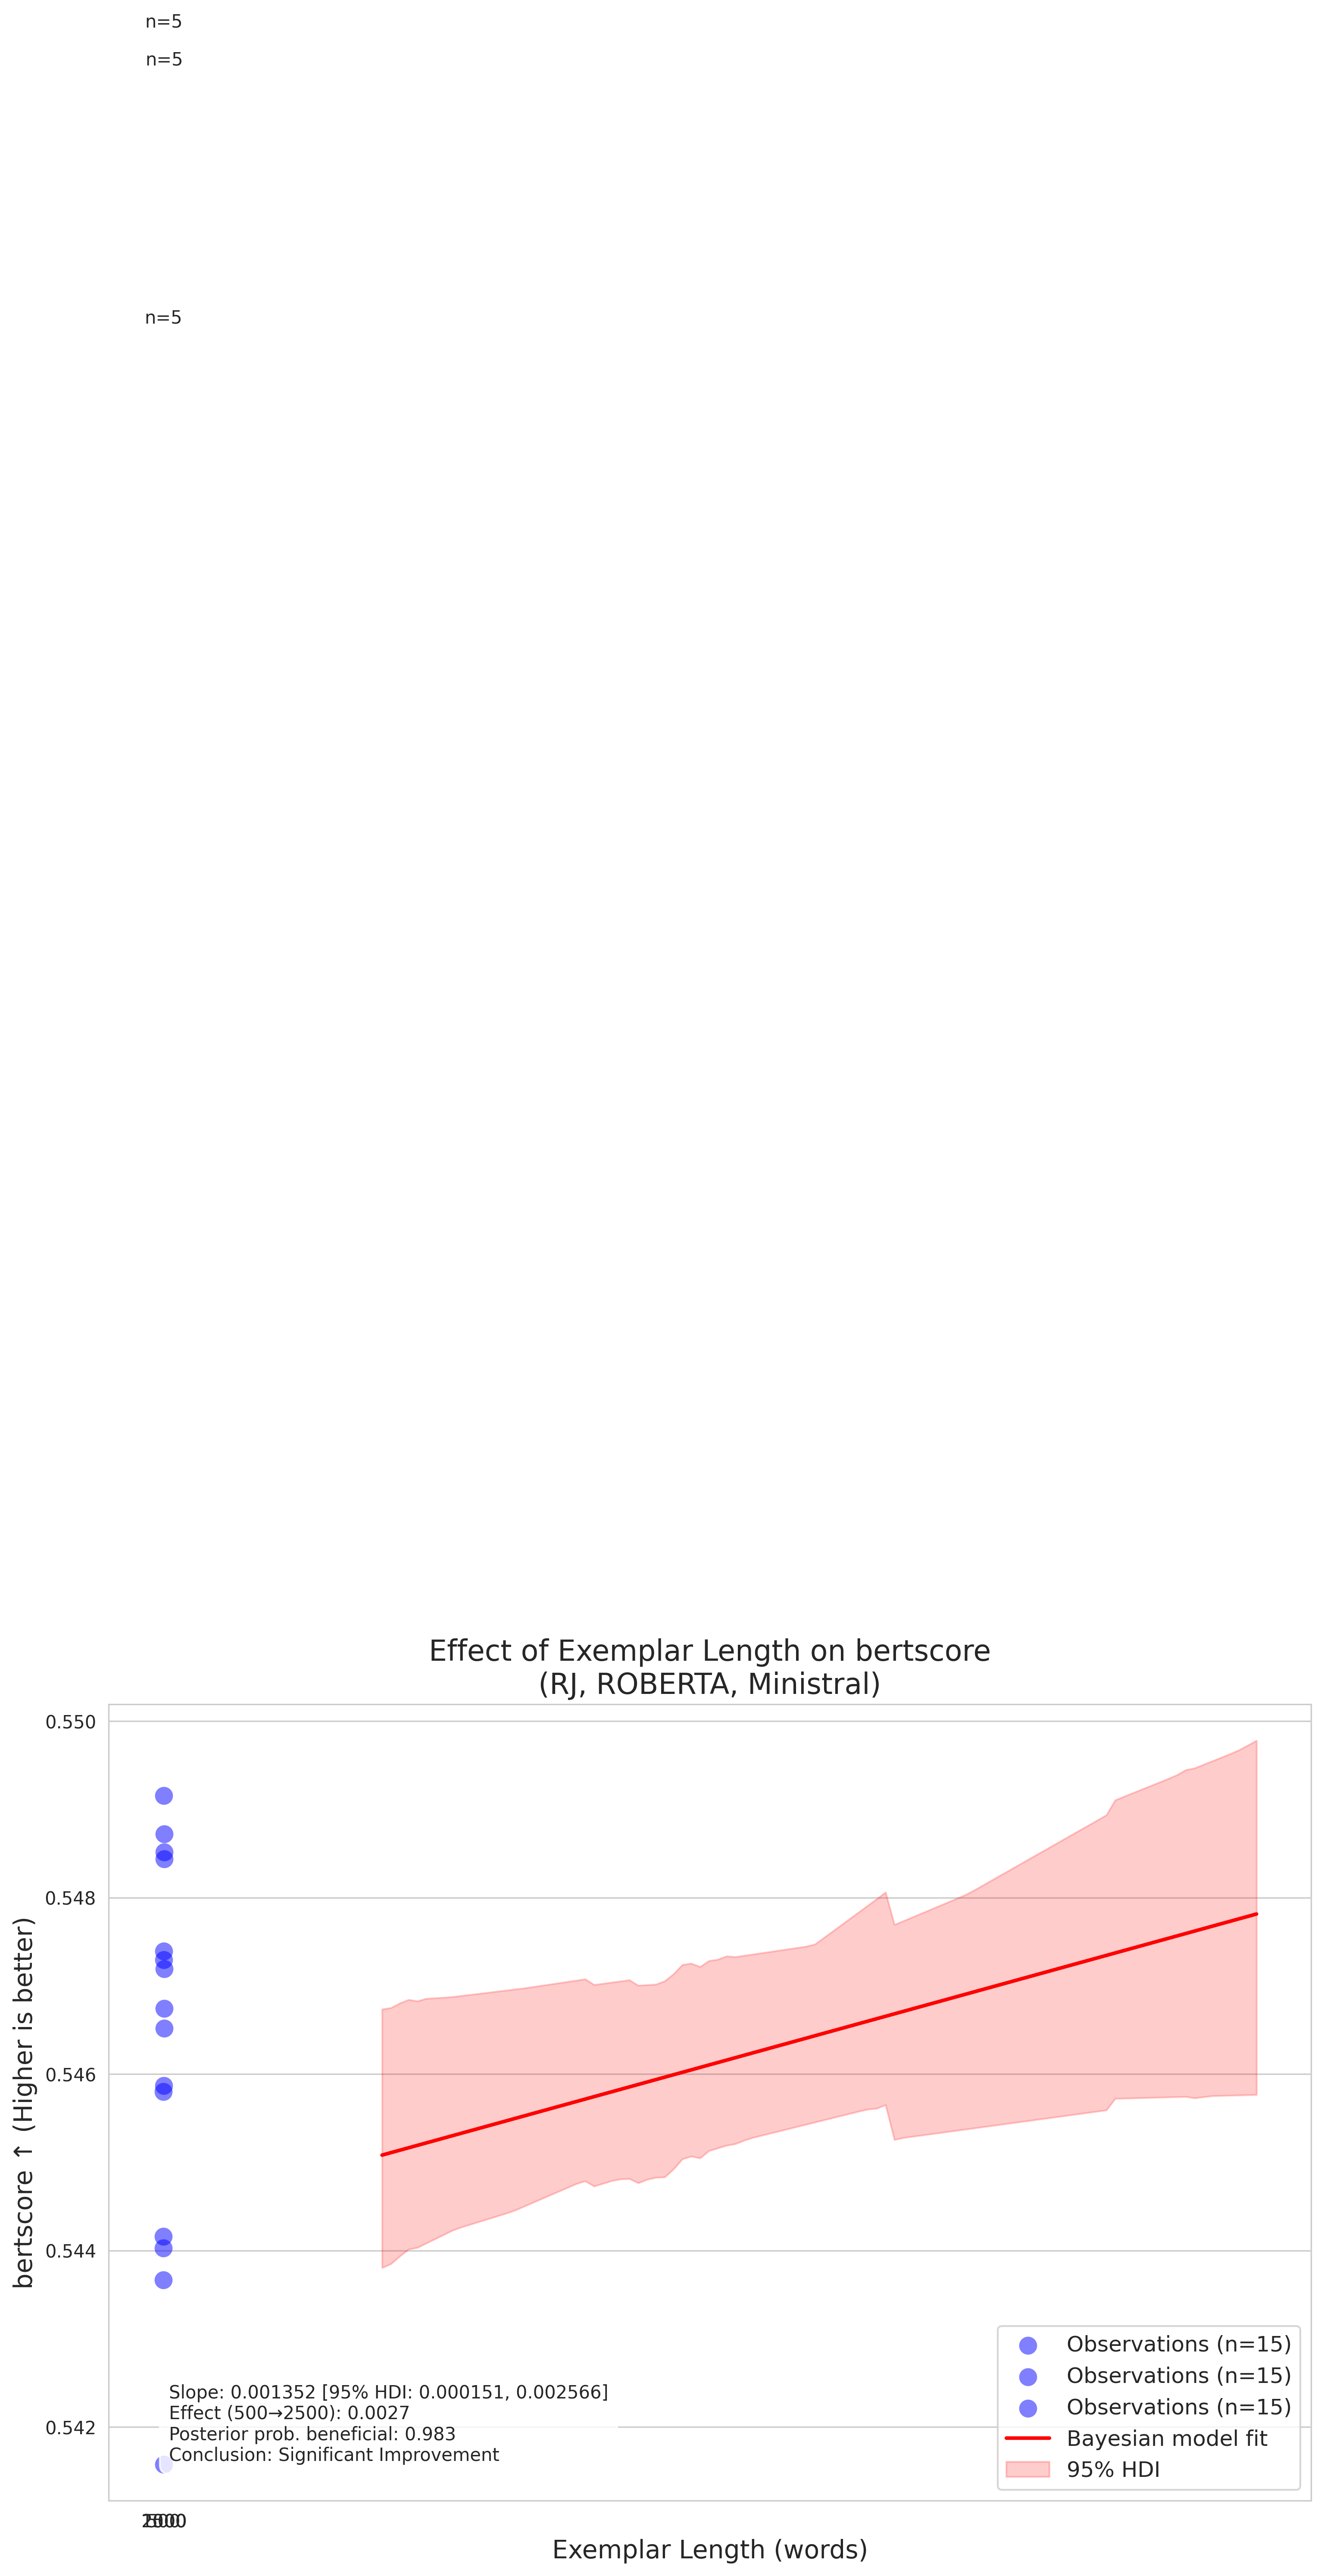 n=5
n=5
n=5
Effect of Exemplar Length on bertscore
(RJ, ROBERTA, Ministral)
bertscore ↑ (Higher is better)
0.550
0.548
0.546
0.544
0.542
Slope: 0.001352 [95% HDI: 0.000151, 0.002566]
Effect (500→2500): 0.0027
Posterior prob. beneficial: 0.983
Conclusion: Significant Improvement
Observations (n=15)
Observations (n=15)
Observations (n=15)
Bayesian model fit
95% HDI
Exemplar Length (words)